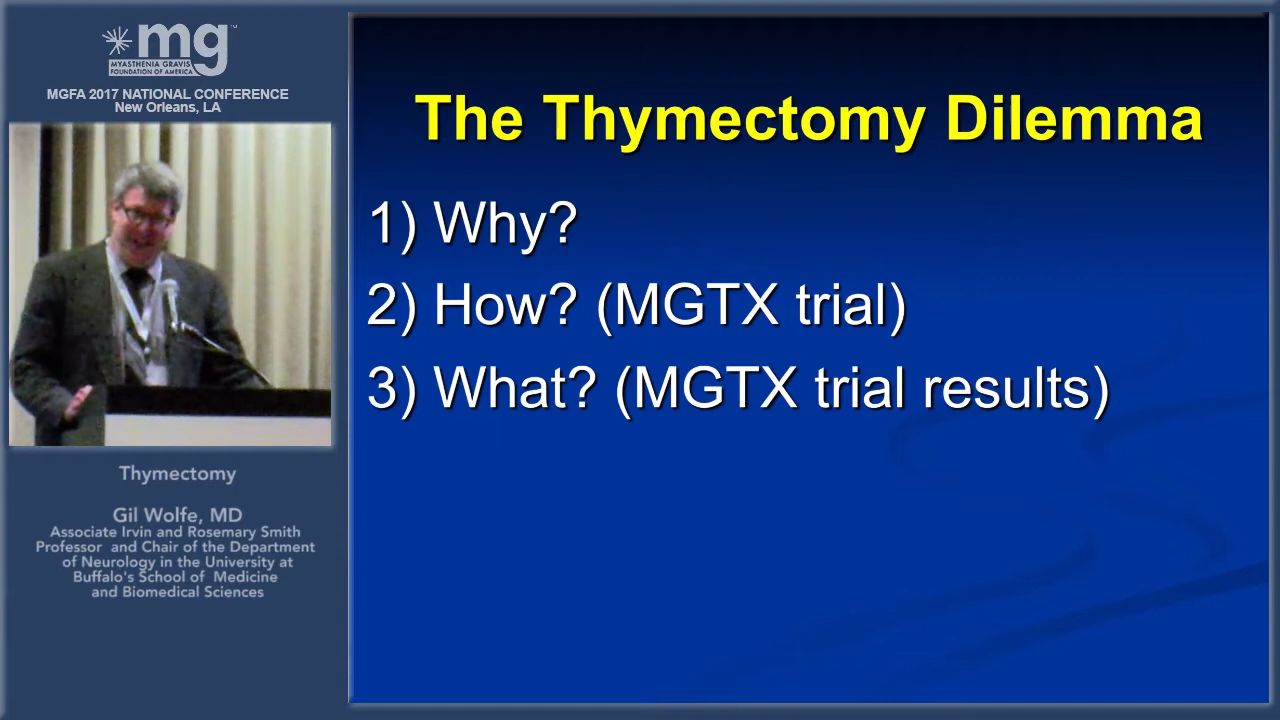 mg
MYASTHENIA GRAVIS
FOUNDATION OF AMERICA
MGFA 2017 NATIONAL CONFERENCE
New Orleans, LA
Thymectomy
Gil Wolfe, MD
Associate Irvin and Rosemary Smith
Professor and Chair of the Department
of Neurology in the University at
Buffalo's School of Medicine
and Biomedical Sciences
The Thymectomy Dilemma
1) Why?
2) How? (MGTX trial)
3) What? (MGTX trial results)